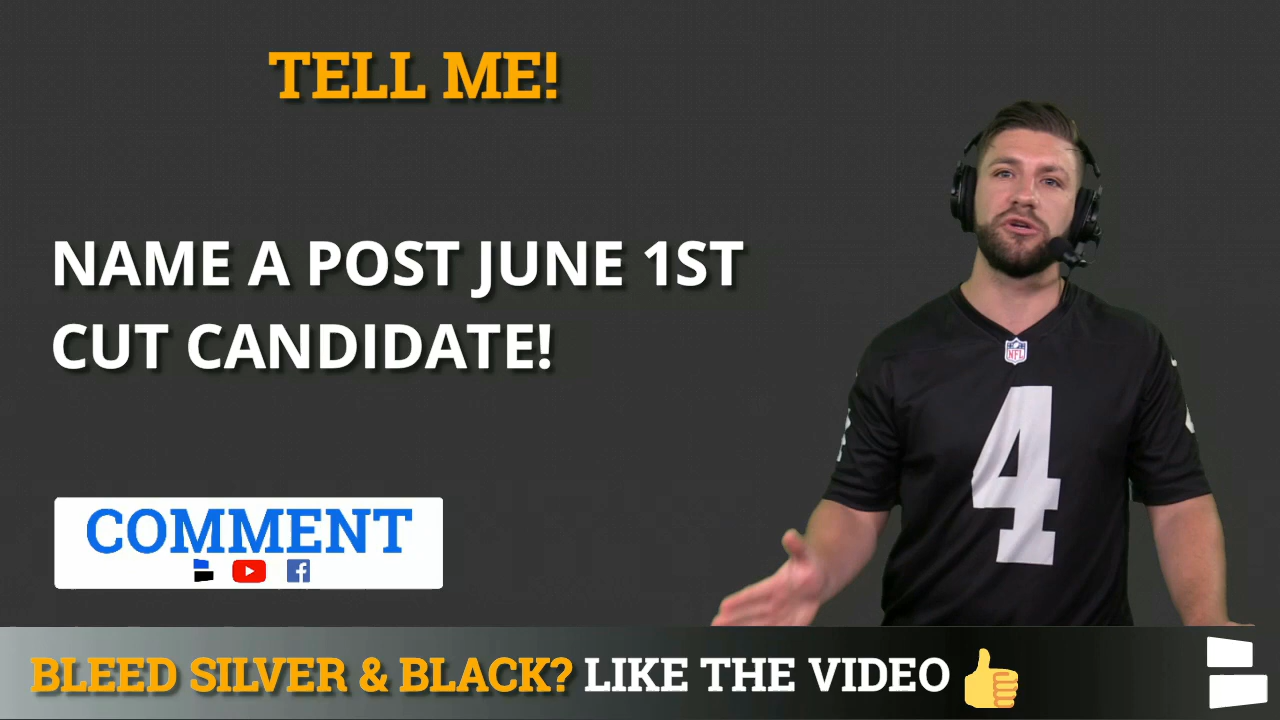 TELL ME!
NAME A POST JUNE 1ST
CUT CANDIDATE!
NFL
4
COMMENT
BLEED SILVER & BLACK? LIKE THE VIDEO